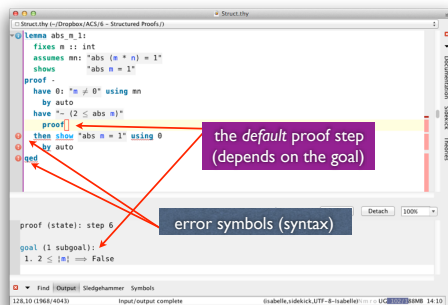 Struct.thy
Struct.thy (~/Dropbox/ACS/6 – Structured Proofs/)
lemma abs_m_1:
fixes m :: int
assumes mn: "abs (m * n) = 1"
shows "abs m = 1"
proof -
have 0: "m ≠ 0" using mn
by auto
have "~ (2 ≤ abs m)"
proof
then show "abs m = 1" using 0
by auto
qed
the default proof step
(depends on the goal)
error symbols (syntax)
Documentation
Sidekick
Theories
Detach
100%
proof (state): step 6
goal (1 subgoal):
1. 2 ≤ ¦m¦ ⟹ False
Find Output Sledgehammer Symbols
128,10 (1968/4043) Input/output complete (isabelle,sidekick,UTF-8-Isabelle) 14:10